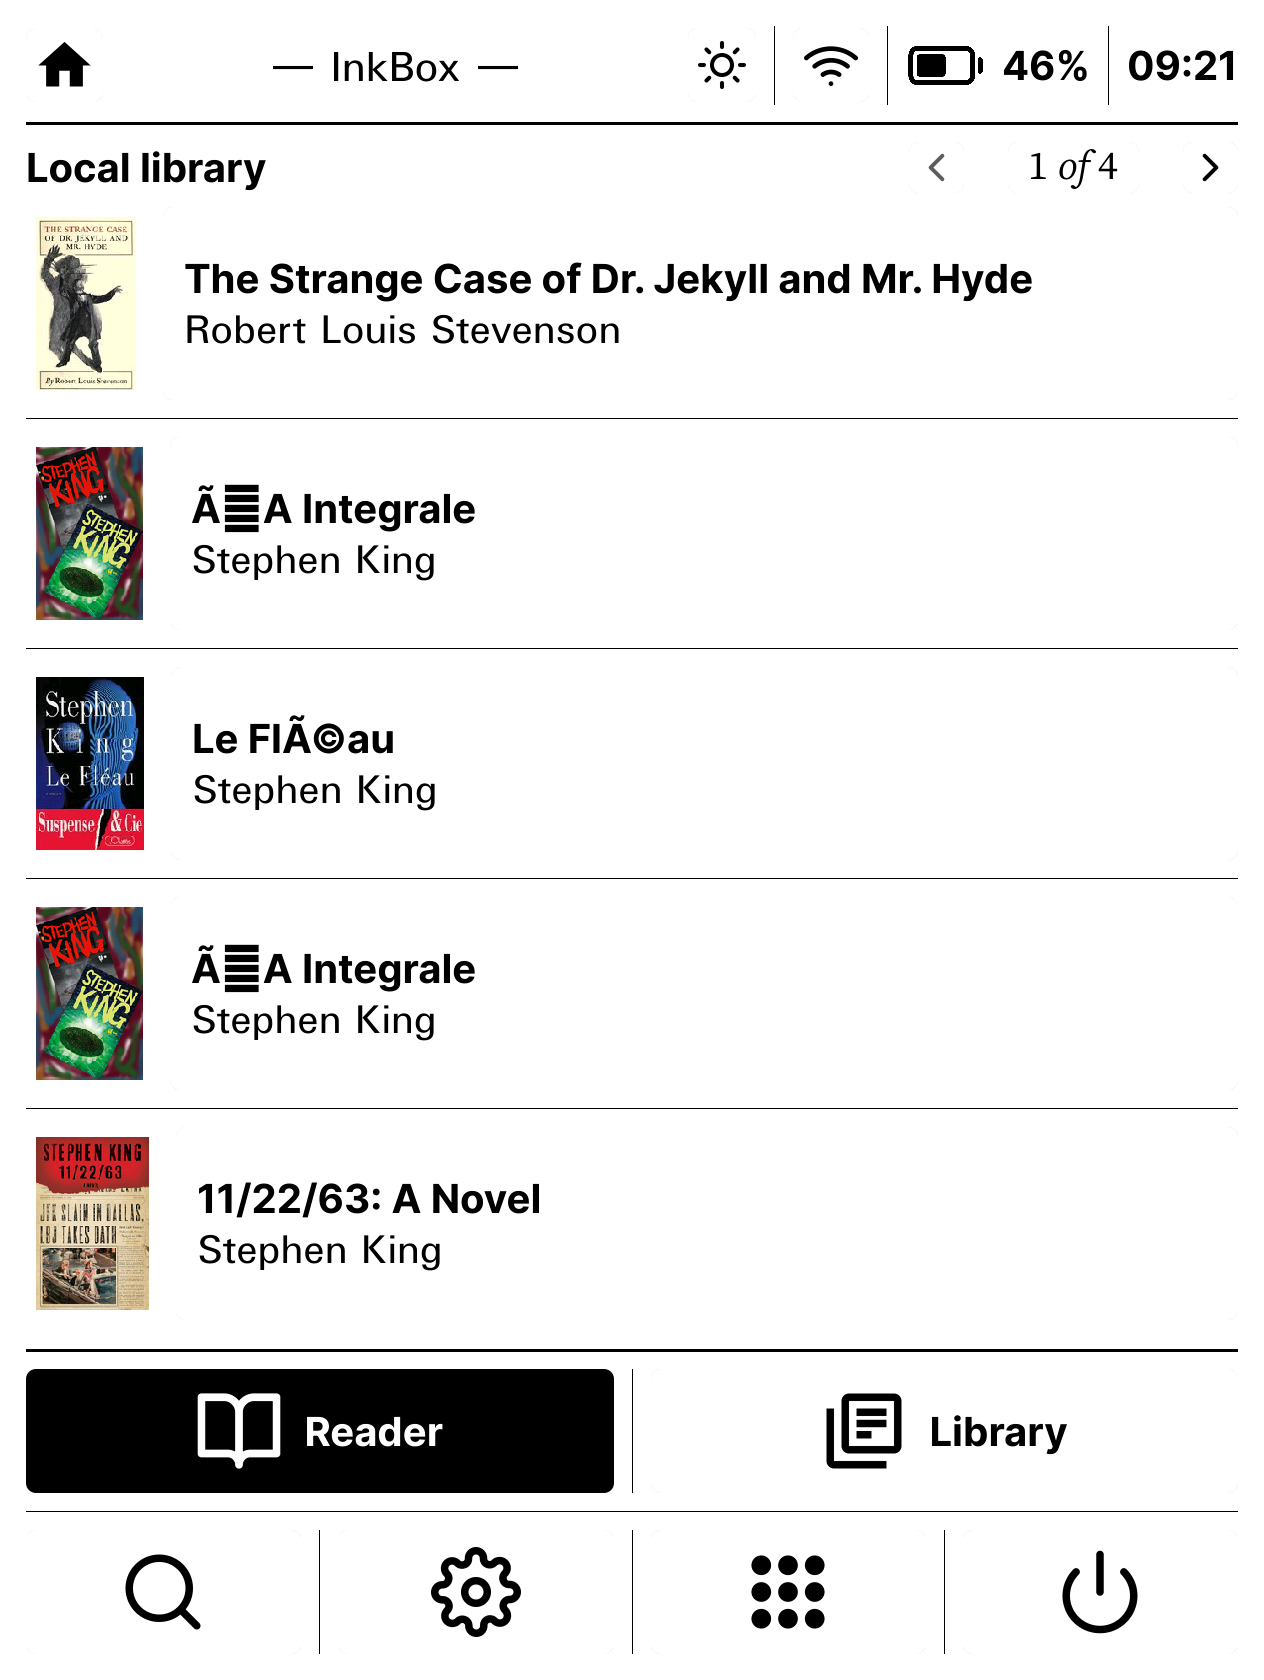 — InkBox —
46%
09:21
Local library
1 of 4
THE STRANGE CASE
OF DR. JEKYLL AND
MR. HYDE
By Robert Louis Stevenson
The Strange Case of Dr. Jekyll and Mr. Hyde
Robert Louis Stevenson
STEPHEN
KING
STEPHEN
KING
Ã A Integrale
Stephen King
Stephen
King
Le Fléau
Suspense & Cie
Le FlÃ©au
Stephen King
STEPHEN
KING
STEPHEN
KING
Ã A Integrale
Stephen King
STEPHEN KING
11/22/63
JFK SLAIN IN DALLAS,
LBJ TAKES OATH
11/22/63: A Novel
Stephen King
Reader
Library